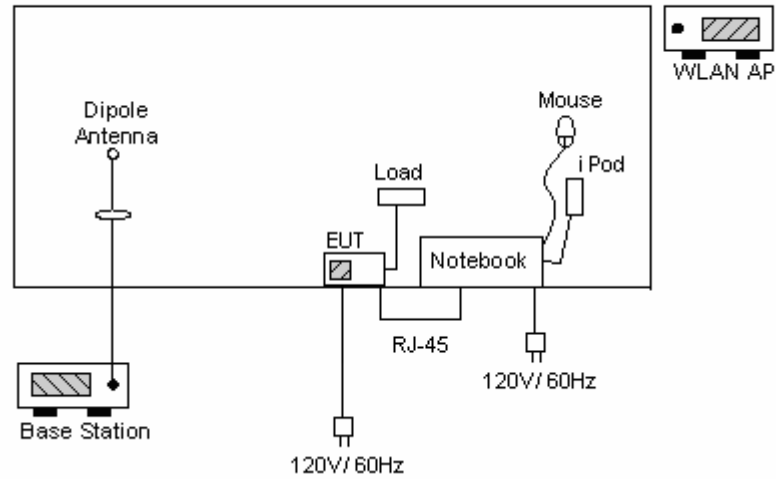 WLAN AP
Dipole
Antenna
Mouse
i Pod
Load
EUT
Notebook
RJ-45
120V/ 60Hz
Base Station
120V/ 60Hz